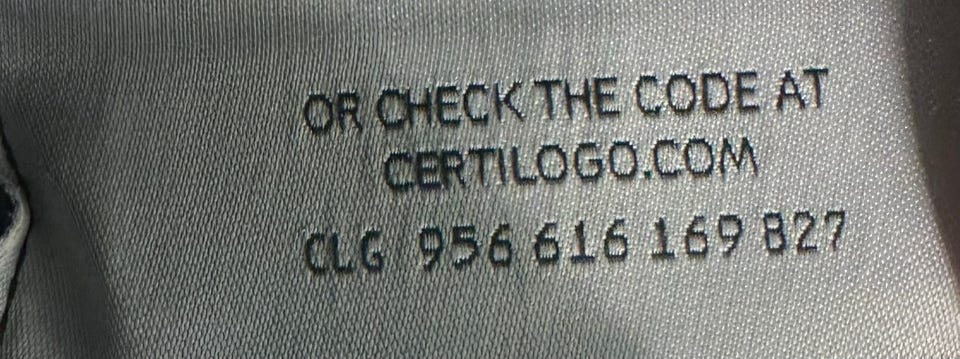 OR CHECK THE CODE AT
CERTILOGO.COM
CLG 956 616 169 827